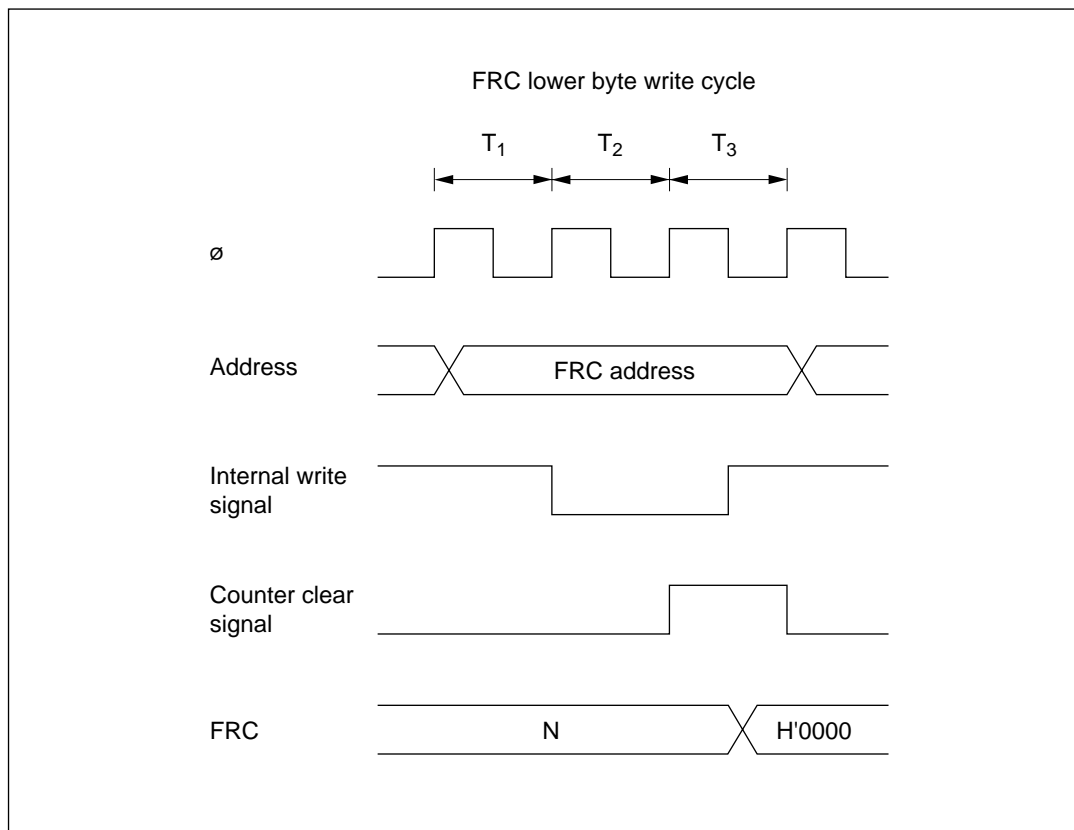 FRC lower byte write cycle
T₁ T₂ T₃
ø
Address
FRC address
Internal write
signal
Counter clear
signal
FRC
N
H'0000